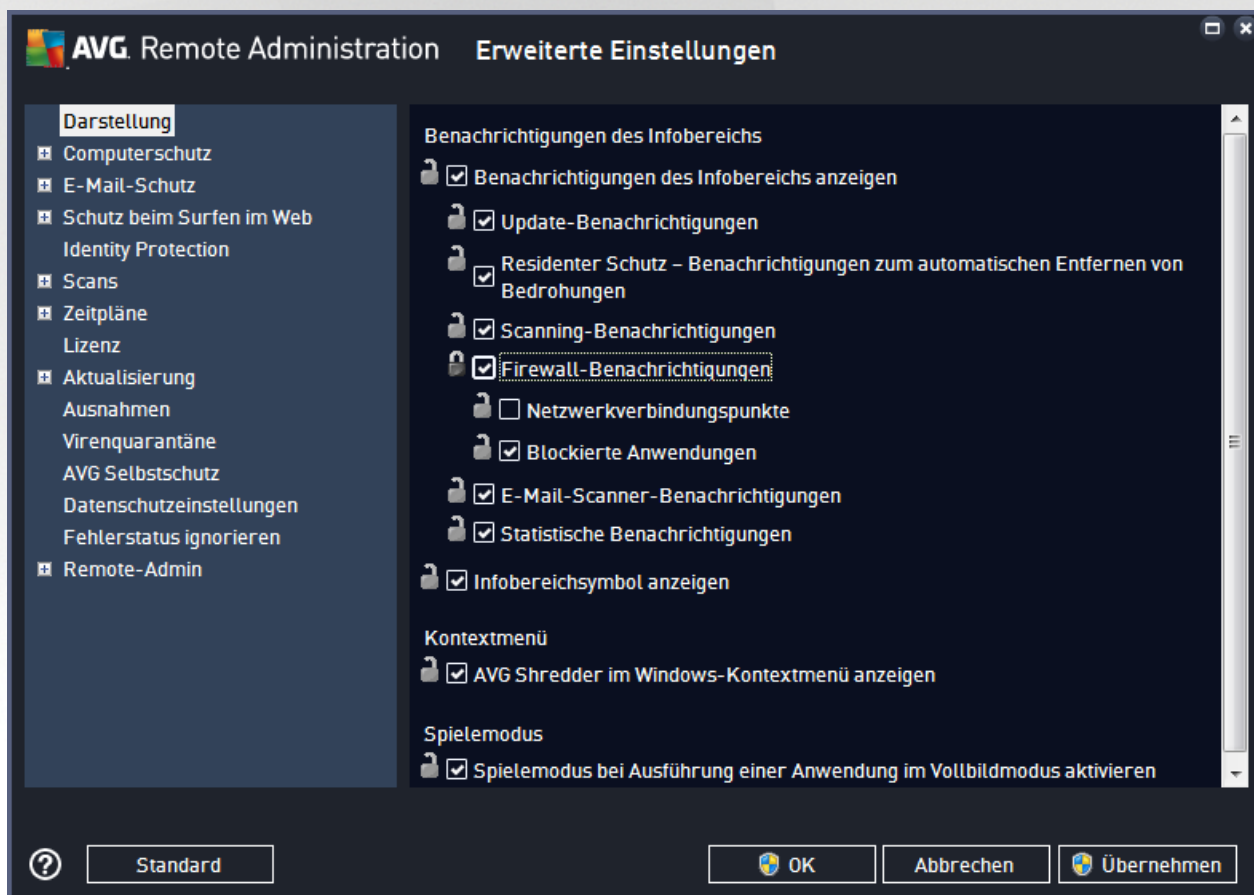 AVG. Remote Administration Erweiterte Einstellungen
Darstellung
Computerschutz
E-Mail-Schutz
Schutz beim Surfen im Web
Identity Protection
Scans
Zeitpläne
Lizenz
Aktualisierung
Ausnahmen
Virenquarantäne
AVG Selbstschutz
Datenschutzeinstellungen
Fehlerstatus ignorieren
Remote-Admin
Benachrichtigungen des Infobereichs
Benachrichtigungen des Infobereichs anzeigen
Update-Benachrichtigungen
Residenter Schutz – Benachrichtigungen zum automatischen Entfernen von
Bedrohungen
Scanning-Benachrichtigungen
Firewall-Benachrichtigungen
Netzwerkverbindungspunkte
Blockierte Anwendungen
E-Mail-Scanner-Benachrichtigungen
Statistische Benachrichtigungen
Infobereichsymbol anzeigen
Kontextmenü
AVG Shredder im Windows-Kontextmenü anzeigen
Spielemodus
Spielemodus bei Ausführung einer Anwendung im Vollbildmodus aktivieren
? Standard OK Abbrechen Übernehmen